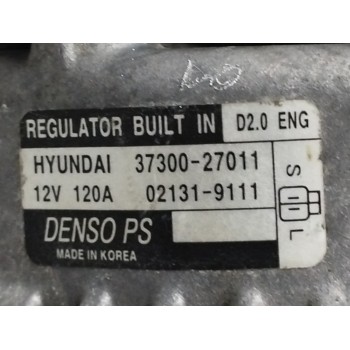 REGULATOR BUILT IN D2.0 ENG
HYUNDAI 37300-27011 S
12V 120A 02131-9111
DENSO PS L
MADE IN KOREA